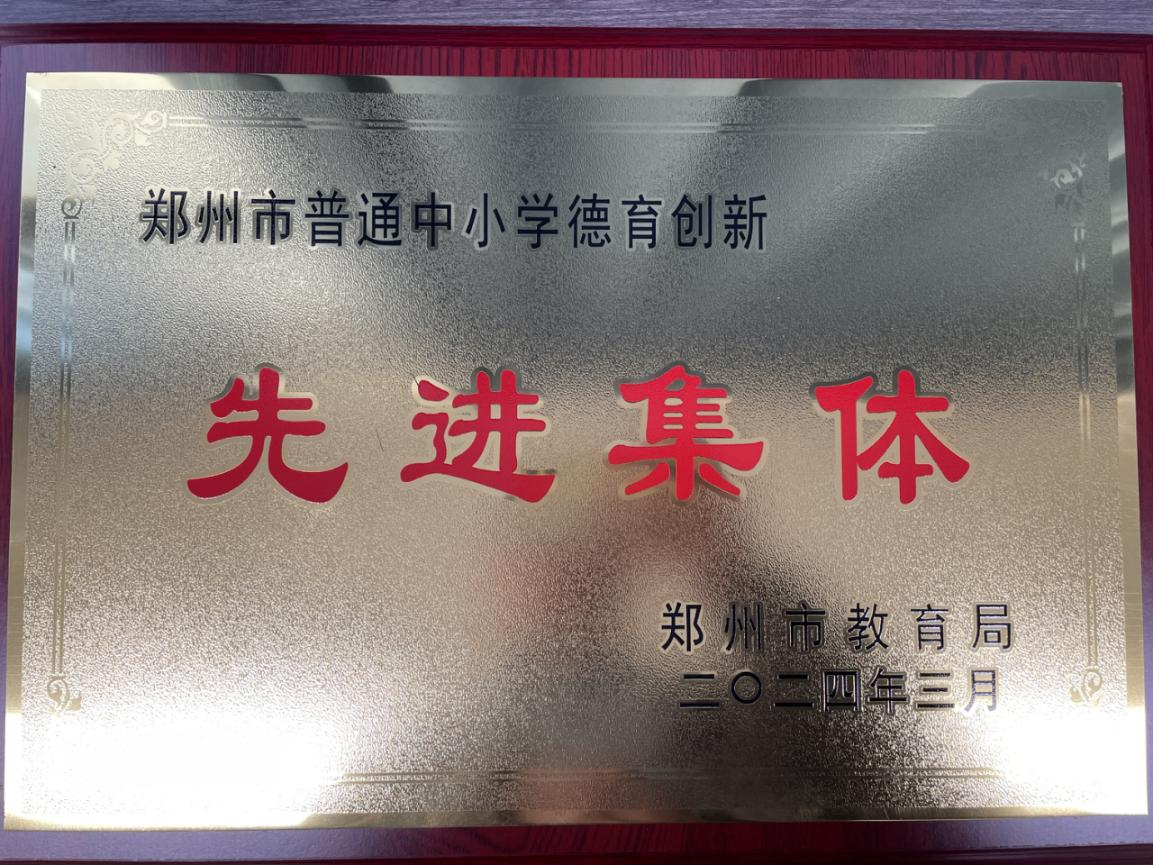 郑州市普通中小学德育创新
先进集体
郑州市教育局
二〇二四年三月